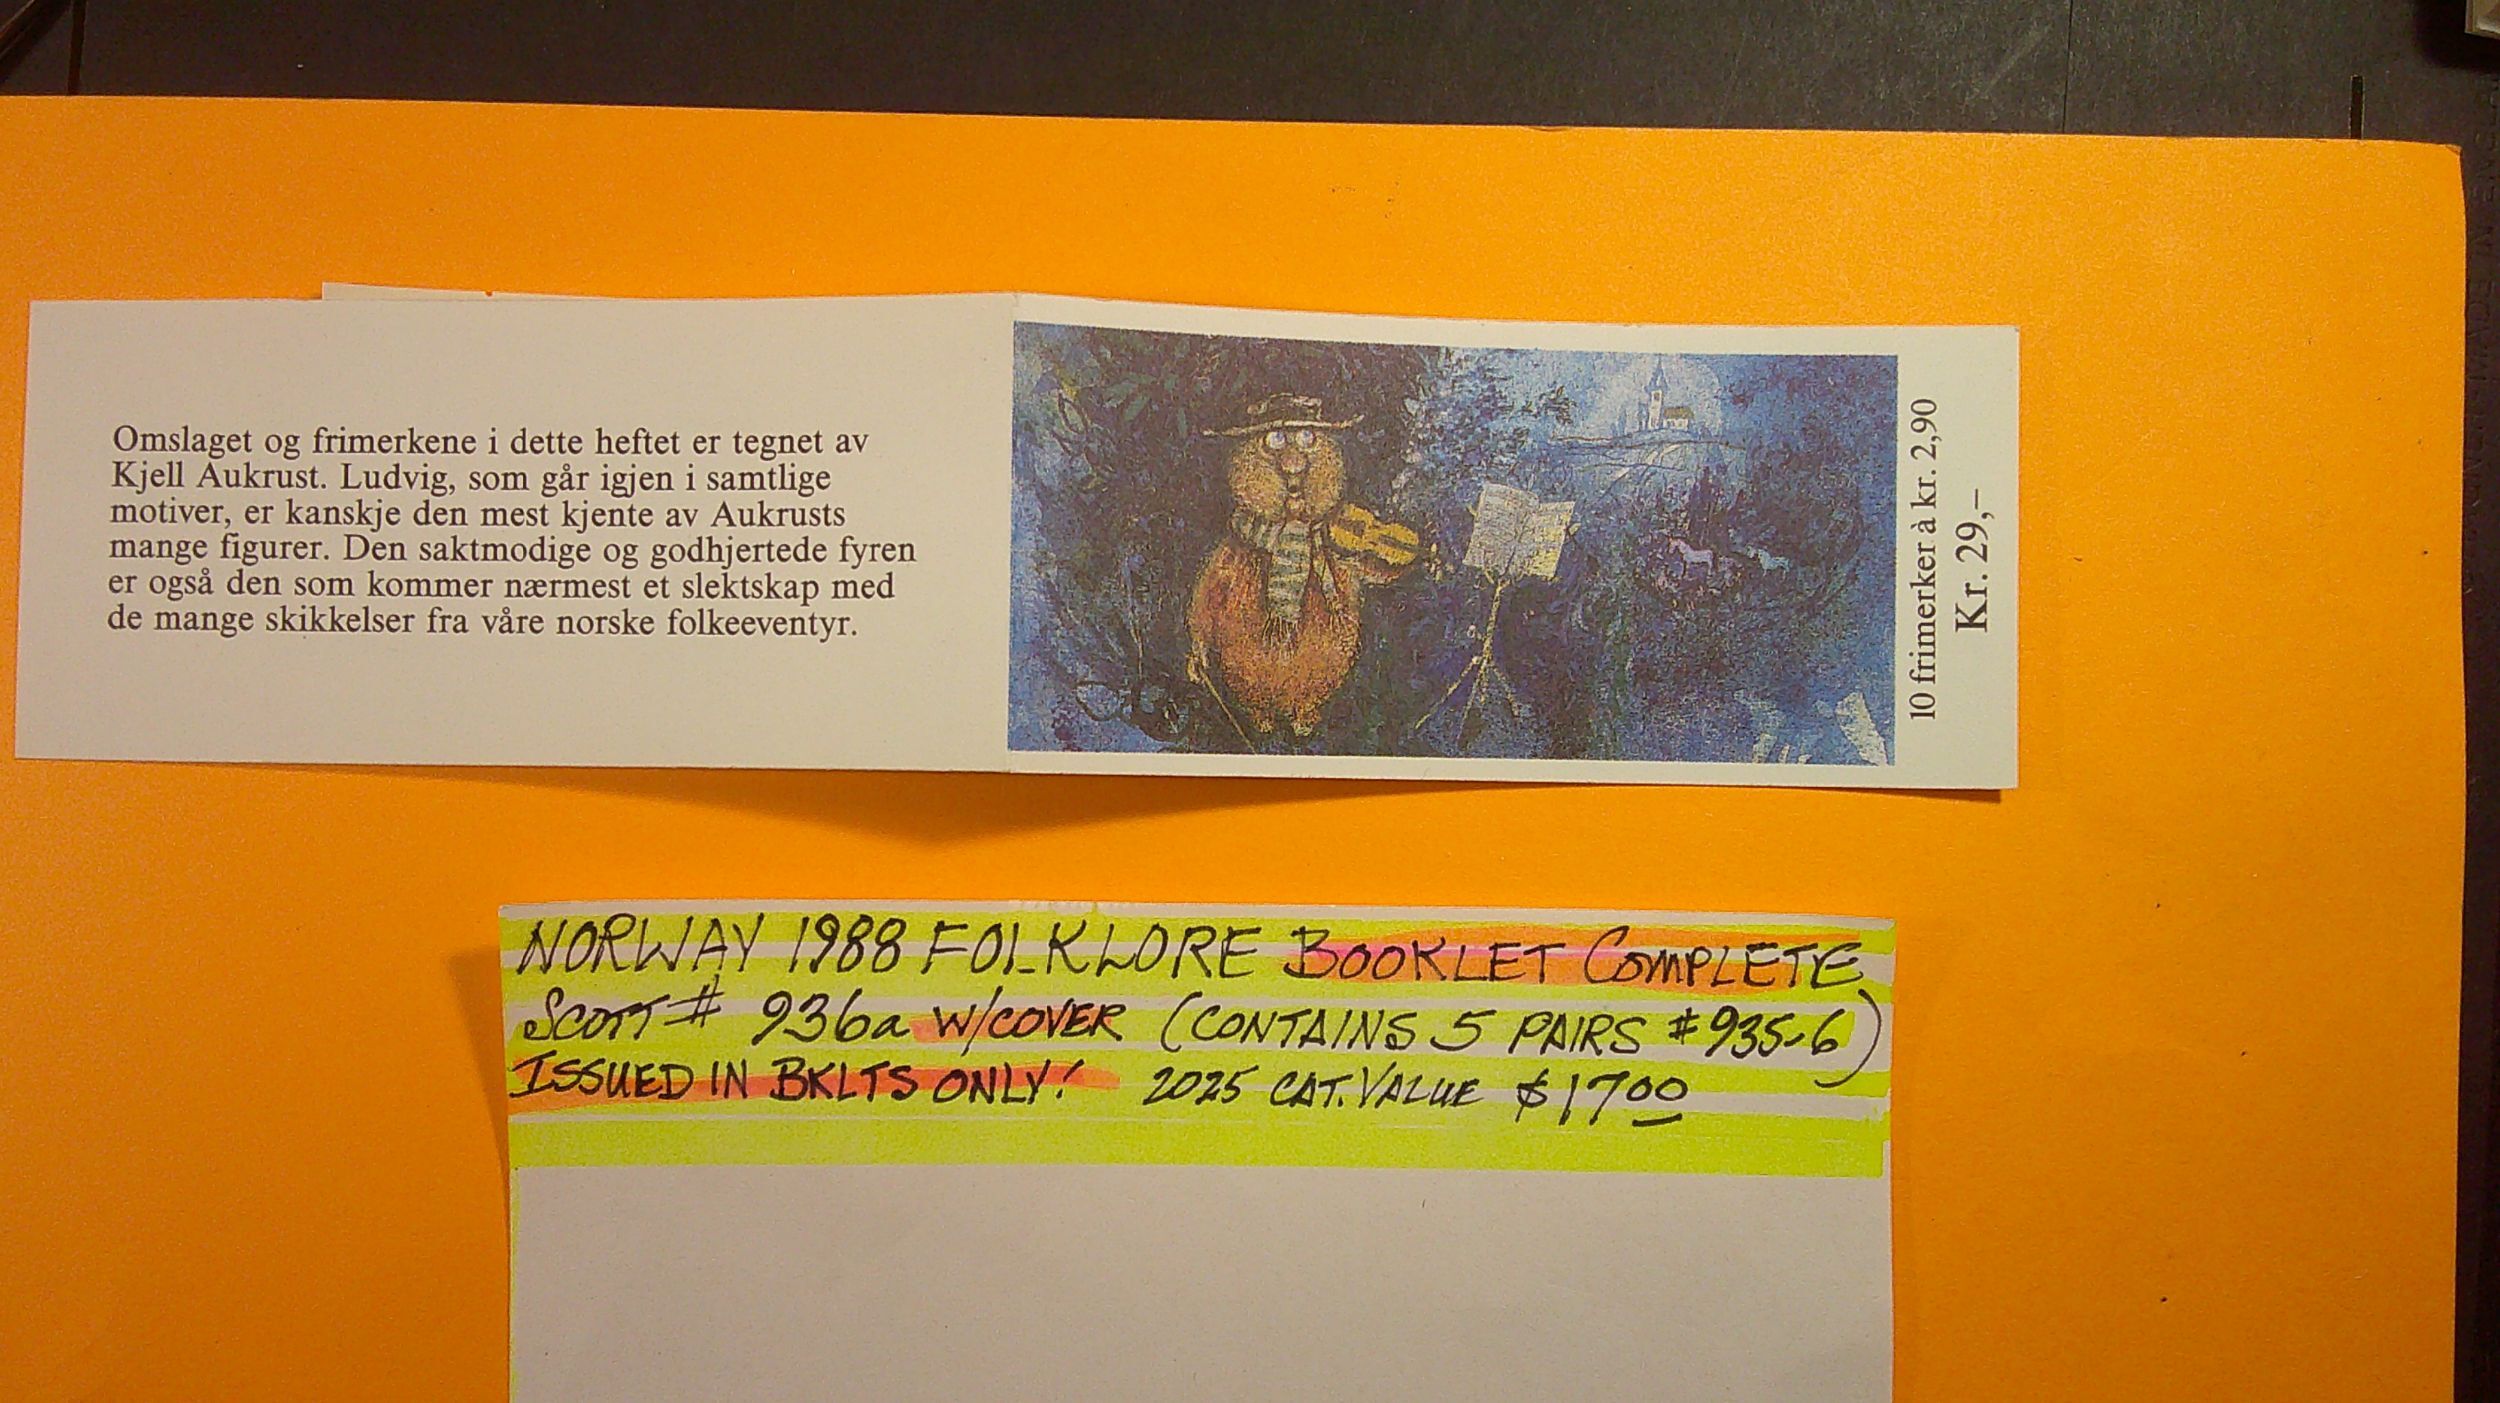 Omslaget og frimerkene i dette heftet er tegnet av
Kjell Aukrust. Ludvig, som går igjen i samtlige
motiver, er kanskje den mest kjente av Aukrusts
mange figurer. Den saktmodige og godhjertede fyren
er også den som kommer nærmest et slektskap med
de mange skikkelser fra våre norske folkeeventyr.
10 frimerker à kr. 2,90
Kr. 29,–
NORWAY 1988 FOLKLORE BOOKLET COMPLETE
SCOTT # 936a W/COVER (CONTAINS 5 PAIRS #935-6)
ISSUED IN BKLTS ONLY! 2025 CAT. VALUE $1700